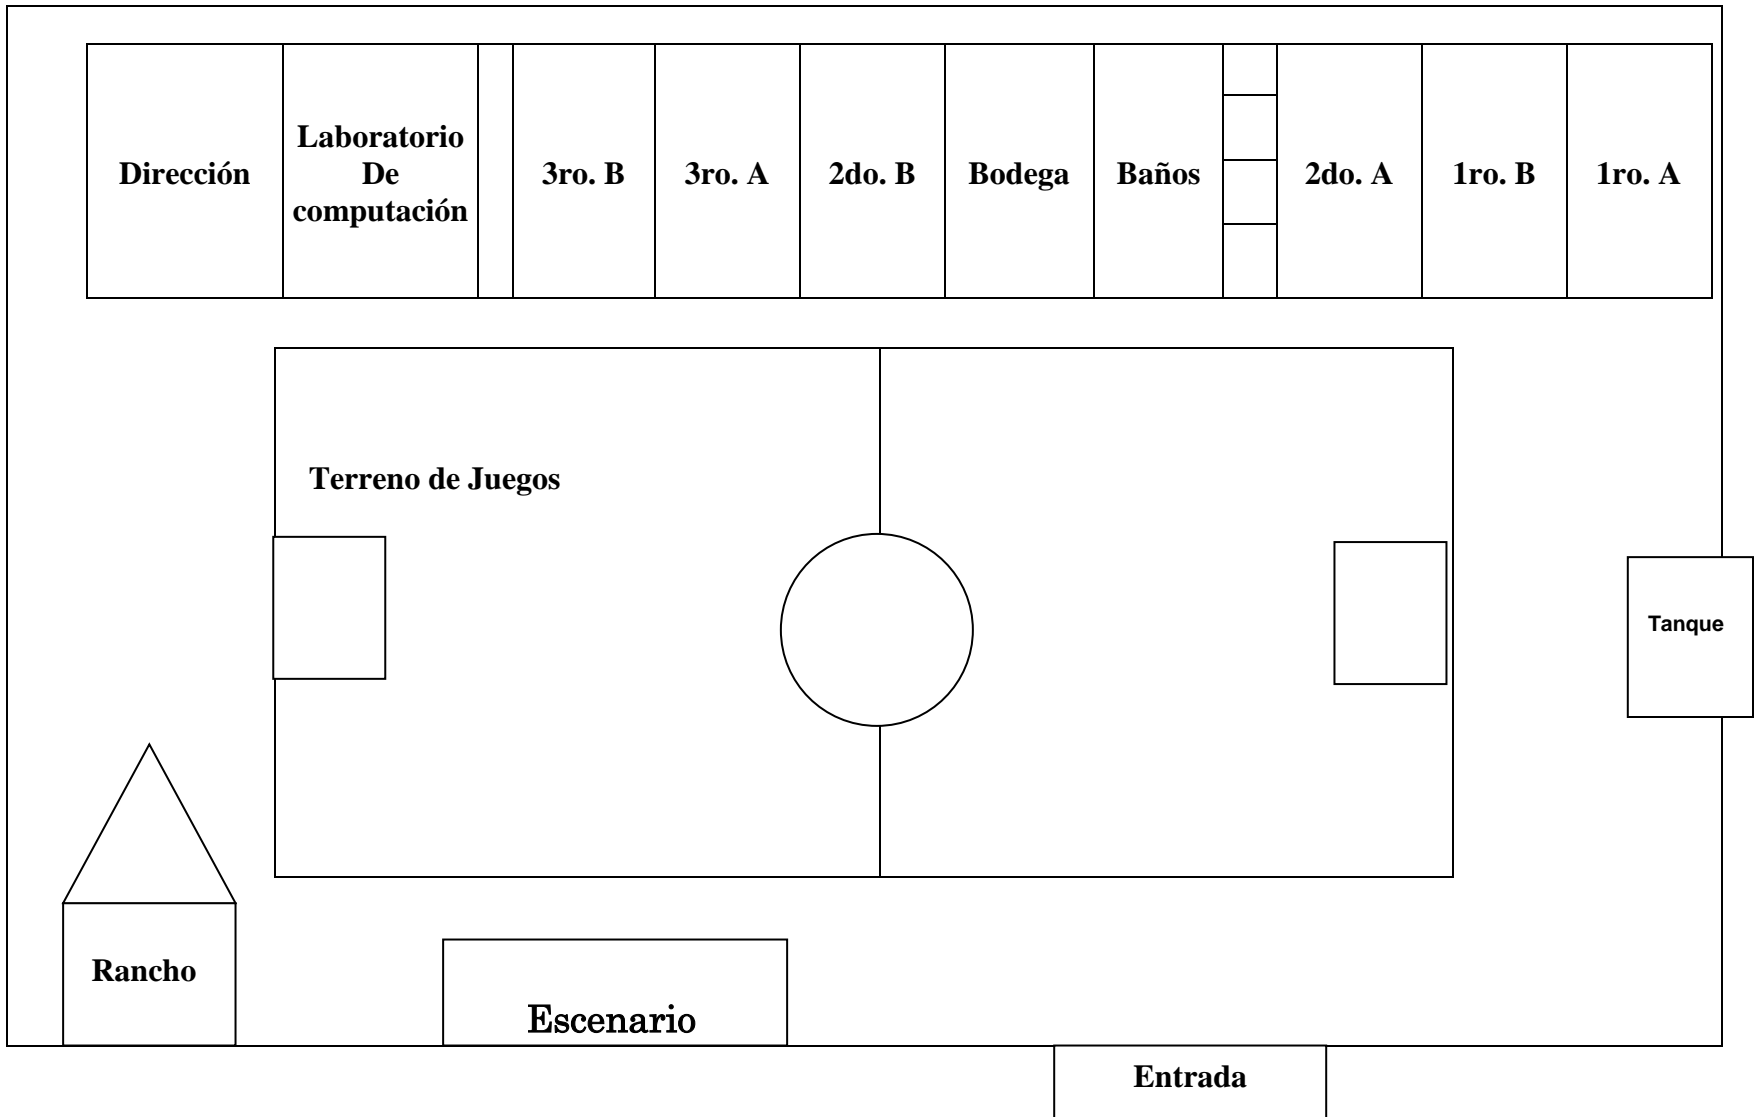 Dirección
Laboratorio
De
computación
3ro. B
3ro. A
2do. B
Bodega
Baños
2do. A
1ro. B
1ro. A
Terreno de Juegos
Tanque
Rancho
Escenario
Entrada